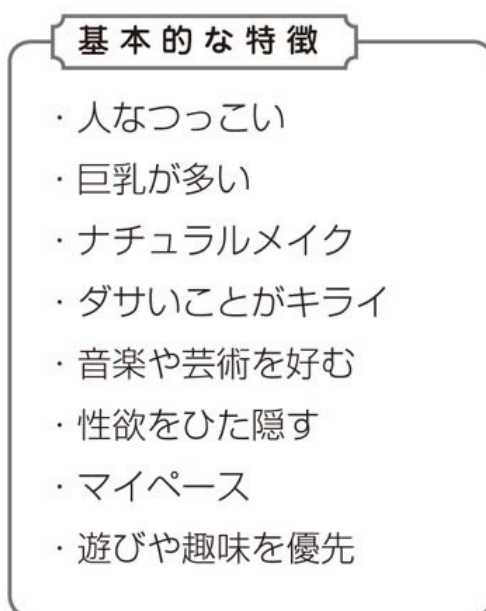 基本的な特徴
・人なつっこい
・巨乳が多い
・ナチュラルメイク
・ダサいことがキライ
・音楽や芸術を好む
・性欲をひた隠す
・マイペース
・遊びや趣味を優先